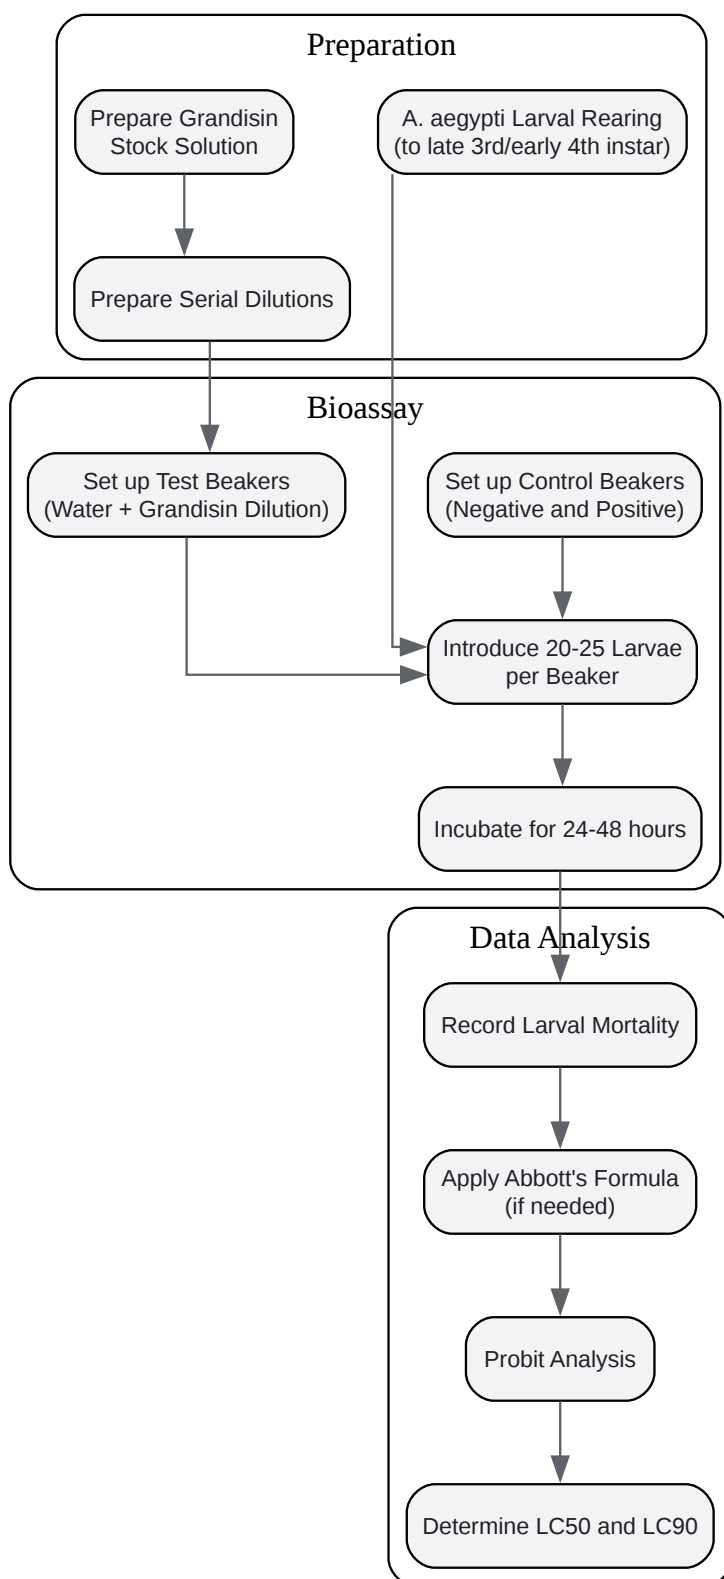 Preparation
Prepare Grandisin
Stock Solution
A. aegypti Larval Rearing
(to late 3rd/early 4th instar)
Prepare Serial Dilutions
Bioassay
Set up Test Beakers
(Water + Grandisin Dilution)
Set up Control Beakers
(Negative and Positive)
Introduce 20-25 Larvae
per Beaker
Incubate for 24-48 hours
Data Analysis
Record Larval Mortality
Apply Abbott's Formula
(if needed)
Probit Analysis
Determine LC50 and LC90